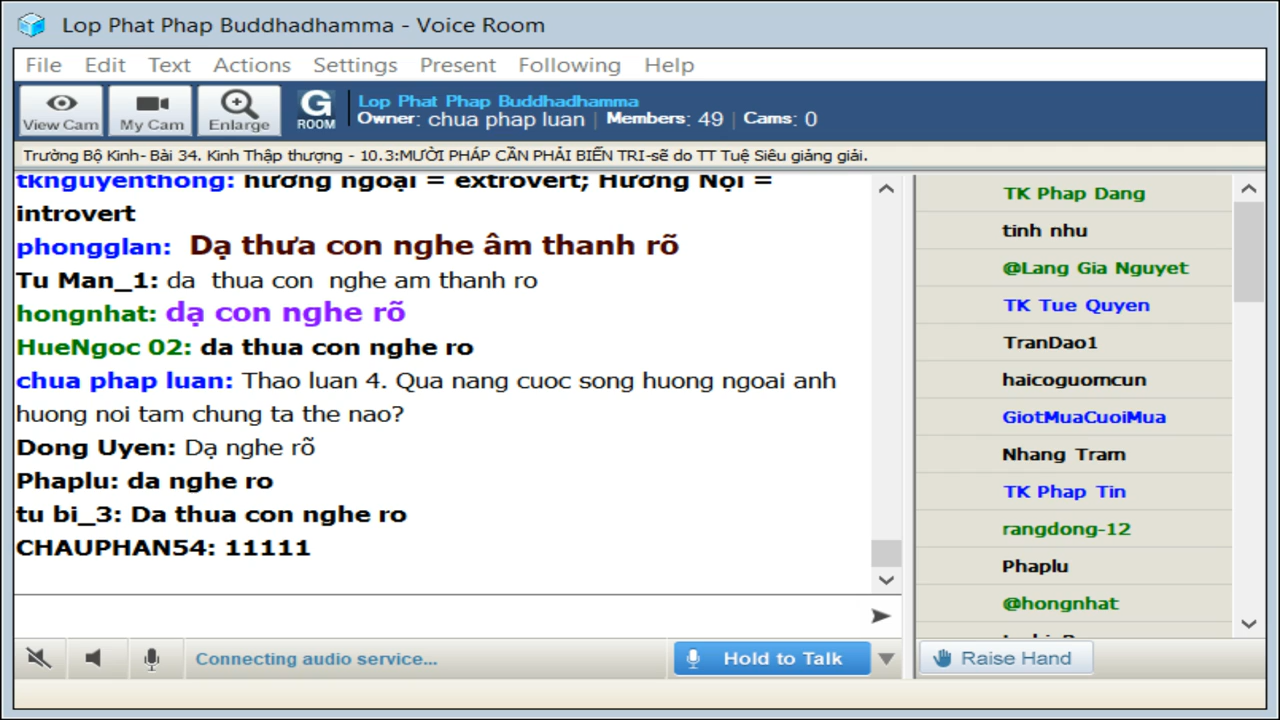 Lop Phat Phap Buddhadhamma - Voice Room
File Edit Text Actions Settings Present Following Help
View Cam
My Cam
Enlarge
G
ROOM
Lop Phat Phap Buddhadhamma
Owner: chua phap luan | Members: 49 | Cams: 0
Trường Bộ Kinh- Bài 34. Kinh Thập thượng - 10.3:MƯỜI PHÁP CẦN PHẢI BIẾN TRI-sẽ do TT Tuệ Siêu giảng giải.
tknguyenthong: hướng ngoại = extrovert; Hướng Nội =
introvert
phongglan: Dạ thưa con nghe âm thanh rõ
Tu Man_1: da thua con nghe am thanh ro
hongnhat: dạ con nghe rõ
HueNgoc 02: da thua con nghe ro
chua phap luan: Thao luan 4. Qua nang cuoc song huong ngoai anh
huong noi tam chung ta the nao?
Dong Uyen: Dạ nghe rõ
Phaplu: da nghe ro
tu bi_3: Da thua con nghe ro
CHAUPHAN54: 11111
TK Phap Dang
tinh nhu
@Lang Gia Nguyet
TK Tue Quyen
TranDao1
haicoguomcun
GiotMuaCuoiMua
Nhang Tram
TK Phap Tin
rangdong-12
Phaplu
@hongnhat
Connecting audio service...
Hold to Talk
Raise Hand